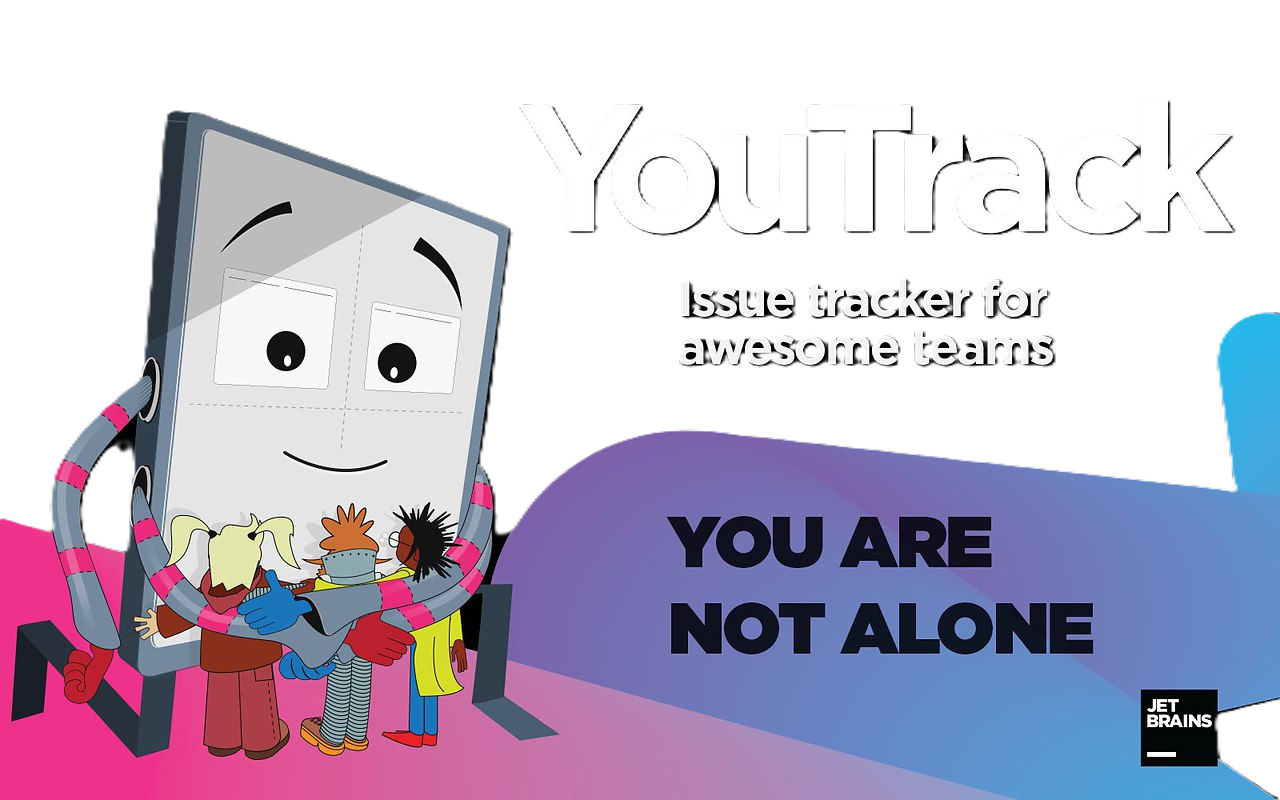 YouTrack
Issue tracker for
awesome teams
YOU ARE
NOT ALONE
JET
BRAINS